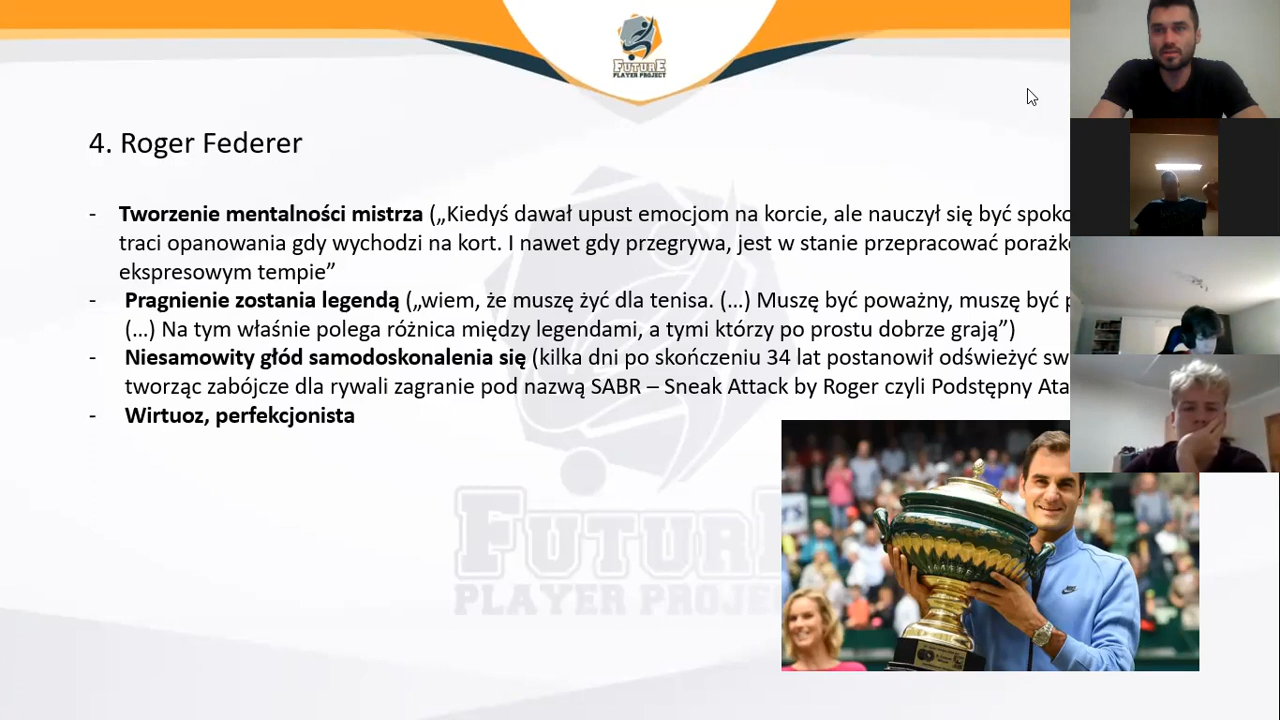 FUTURE
PLAYER PROJECT
4. Roger Federer
- Tworzenie mentalności mistrza („Kiedyś dawał upust emocjom na korcie, ale nauczył się być
traci opanowania gdy wychodzi na kort. I nawet gdy przegrywa, jest w stanie przepracować
ekspresowym tempie”
- Pragnienie zostania legendą („wiem, że muszę żyć dla tenisa. (...) Muszę być poważny, muszę być
(...) Na tym właśnie polega różnica między legendami, a tymi którzy po prostu dobrze grają”)
- Niesamowity głód samodoskonalenia się (kilka dni po skończeniu 34 lat postanowił odświeżyć
tworząc zabójcze dla rywali zagranie pod nazwą SABR – Sneak Attack by Roger czyli Podstępny
- Wirtuoz, perfekcjonista
FUTURE
PLAYER